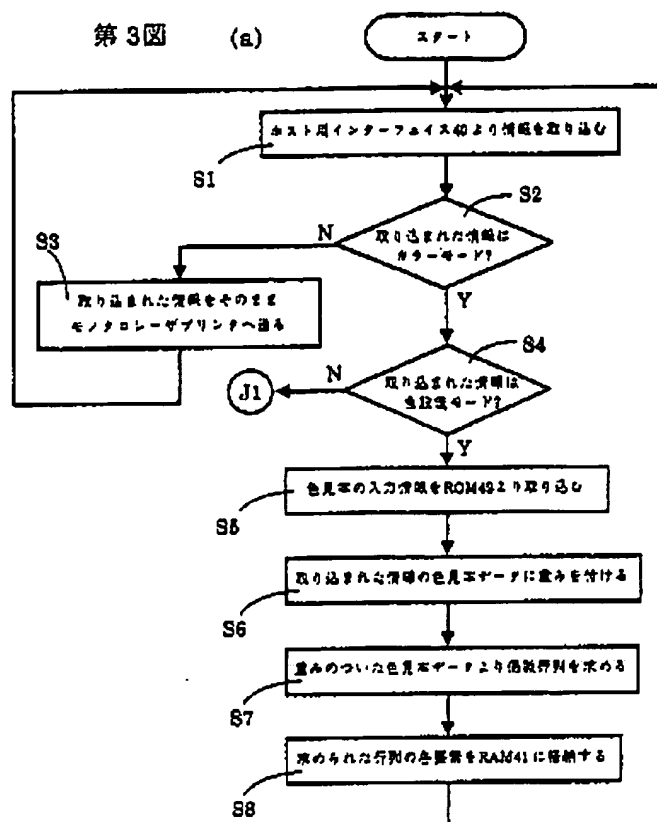 第3図 (a)
スタート
ホスト用インターフェイス40より情報を取り込む
S1
S2
取り込まれた情報は
カラーモード?
N
Y
S3
取り込まれた情報をそのまま
モノクロレーザプリンタへ送る
S4
取り込まれた情報は
モード?
N
Y
J1
色見本の入力情報をROM42より取り込む
S5
取り込まれた情報の色見本データに重みを付ける
S6
重みのついた色見本データより係数行列を求める
S7
求められた行列の各要素をRAM41に格納する
S8